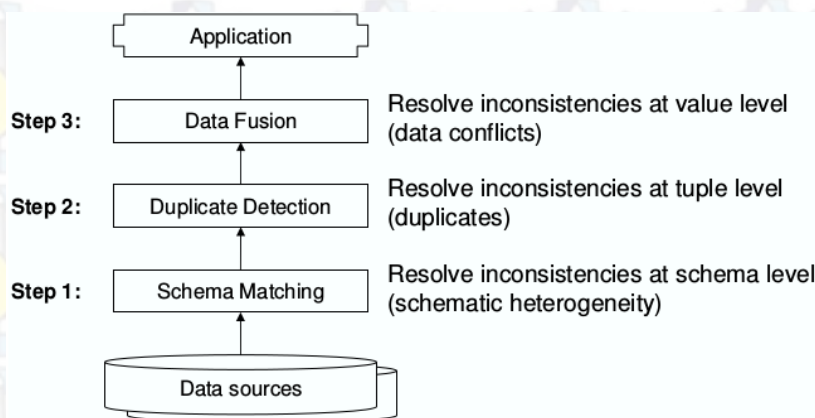 Application
Step 3:
Data Fusion
Resolve inconsistencies at value level
(data conflicts)
Step 2:
Duplicate Detection
Resolve inconsistencies at tuple level
(duplicates)
Step 1:
Schema Matching
Resolve inconsistencies at schema level
(schematic heterogeneity)
Data sources